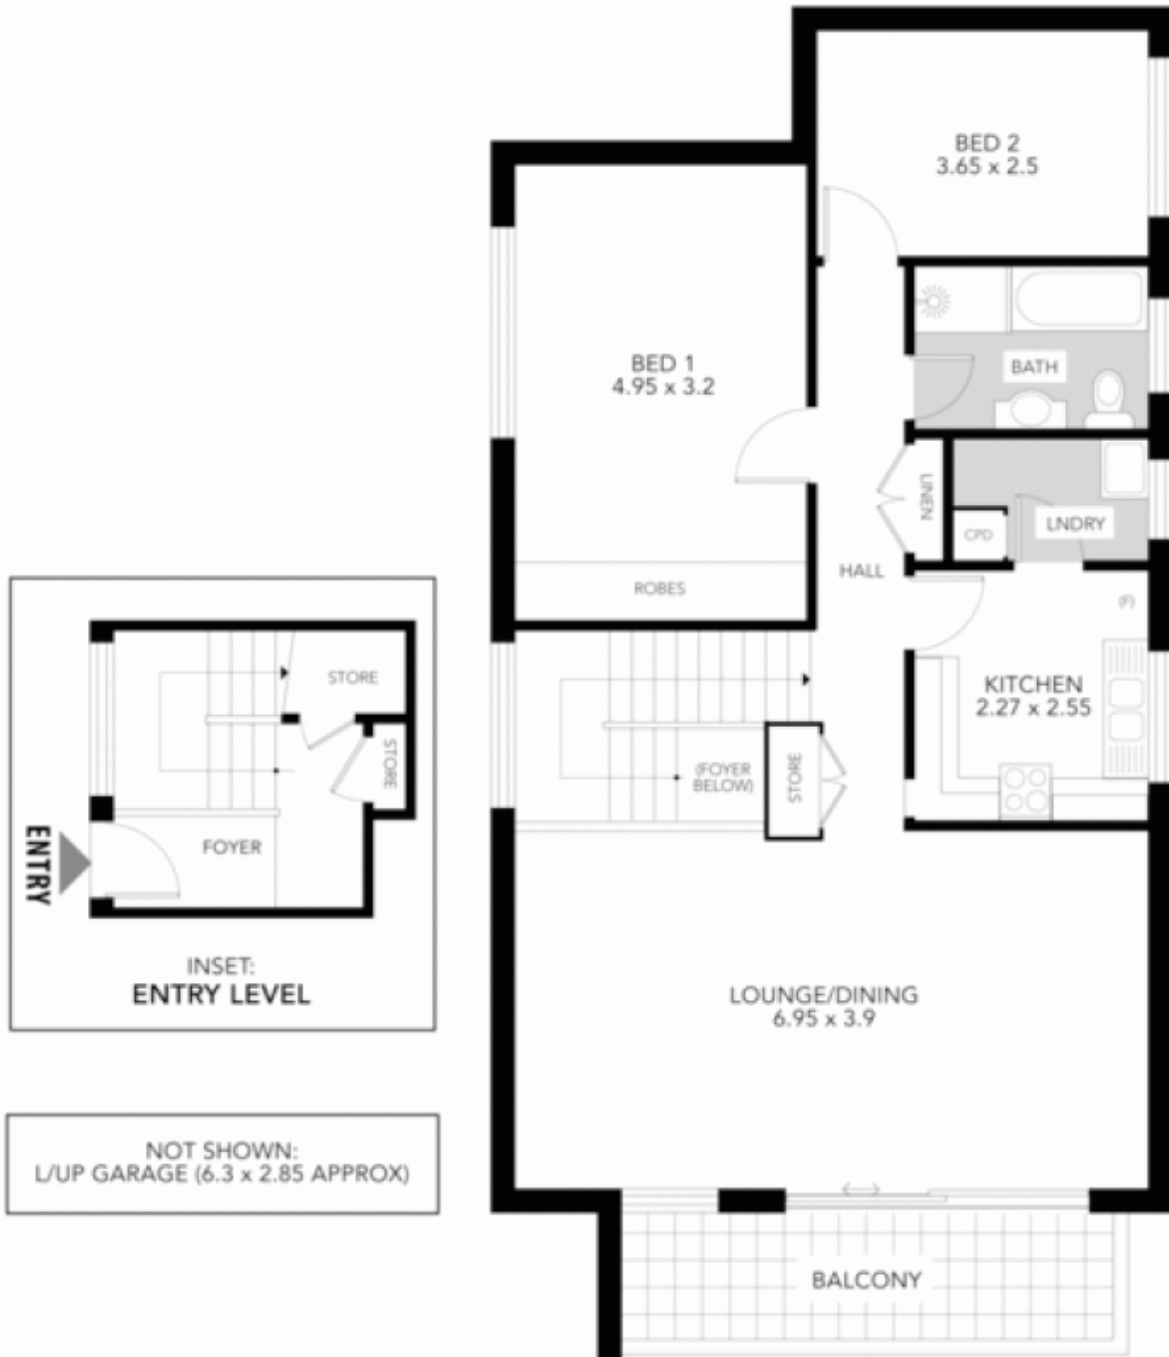 BED 2
3.65 x 2.5
BED 1
4.95 x 3.2
BATH
LINEN
CPD
LNDRY
HALL
ROBES
(F)
KITCHEN
2.27 x 2.55
(FOYER
BELOW)
STORE
LOUNGE/DINING
6.95 x 3.9
BALCONY
STORE
STORE
FOYER
ENTRY
INSET:
ENTRY LEVEL
NOT SHOWN:
L/UP GARAGE (6.3 x 2.85 APPROX)